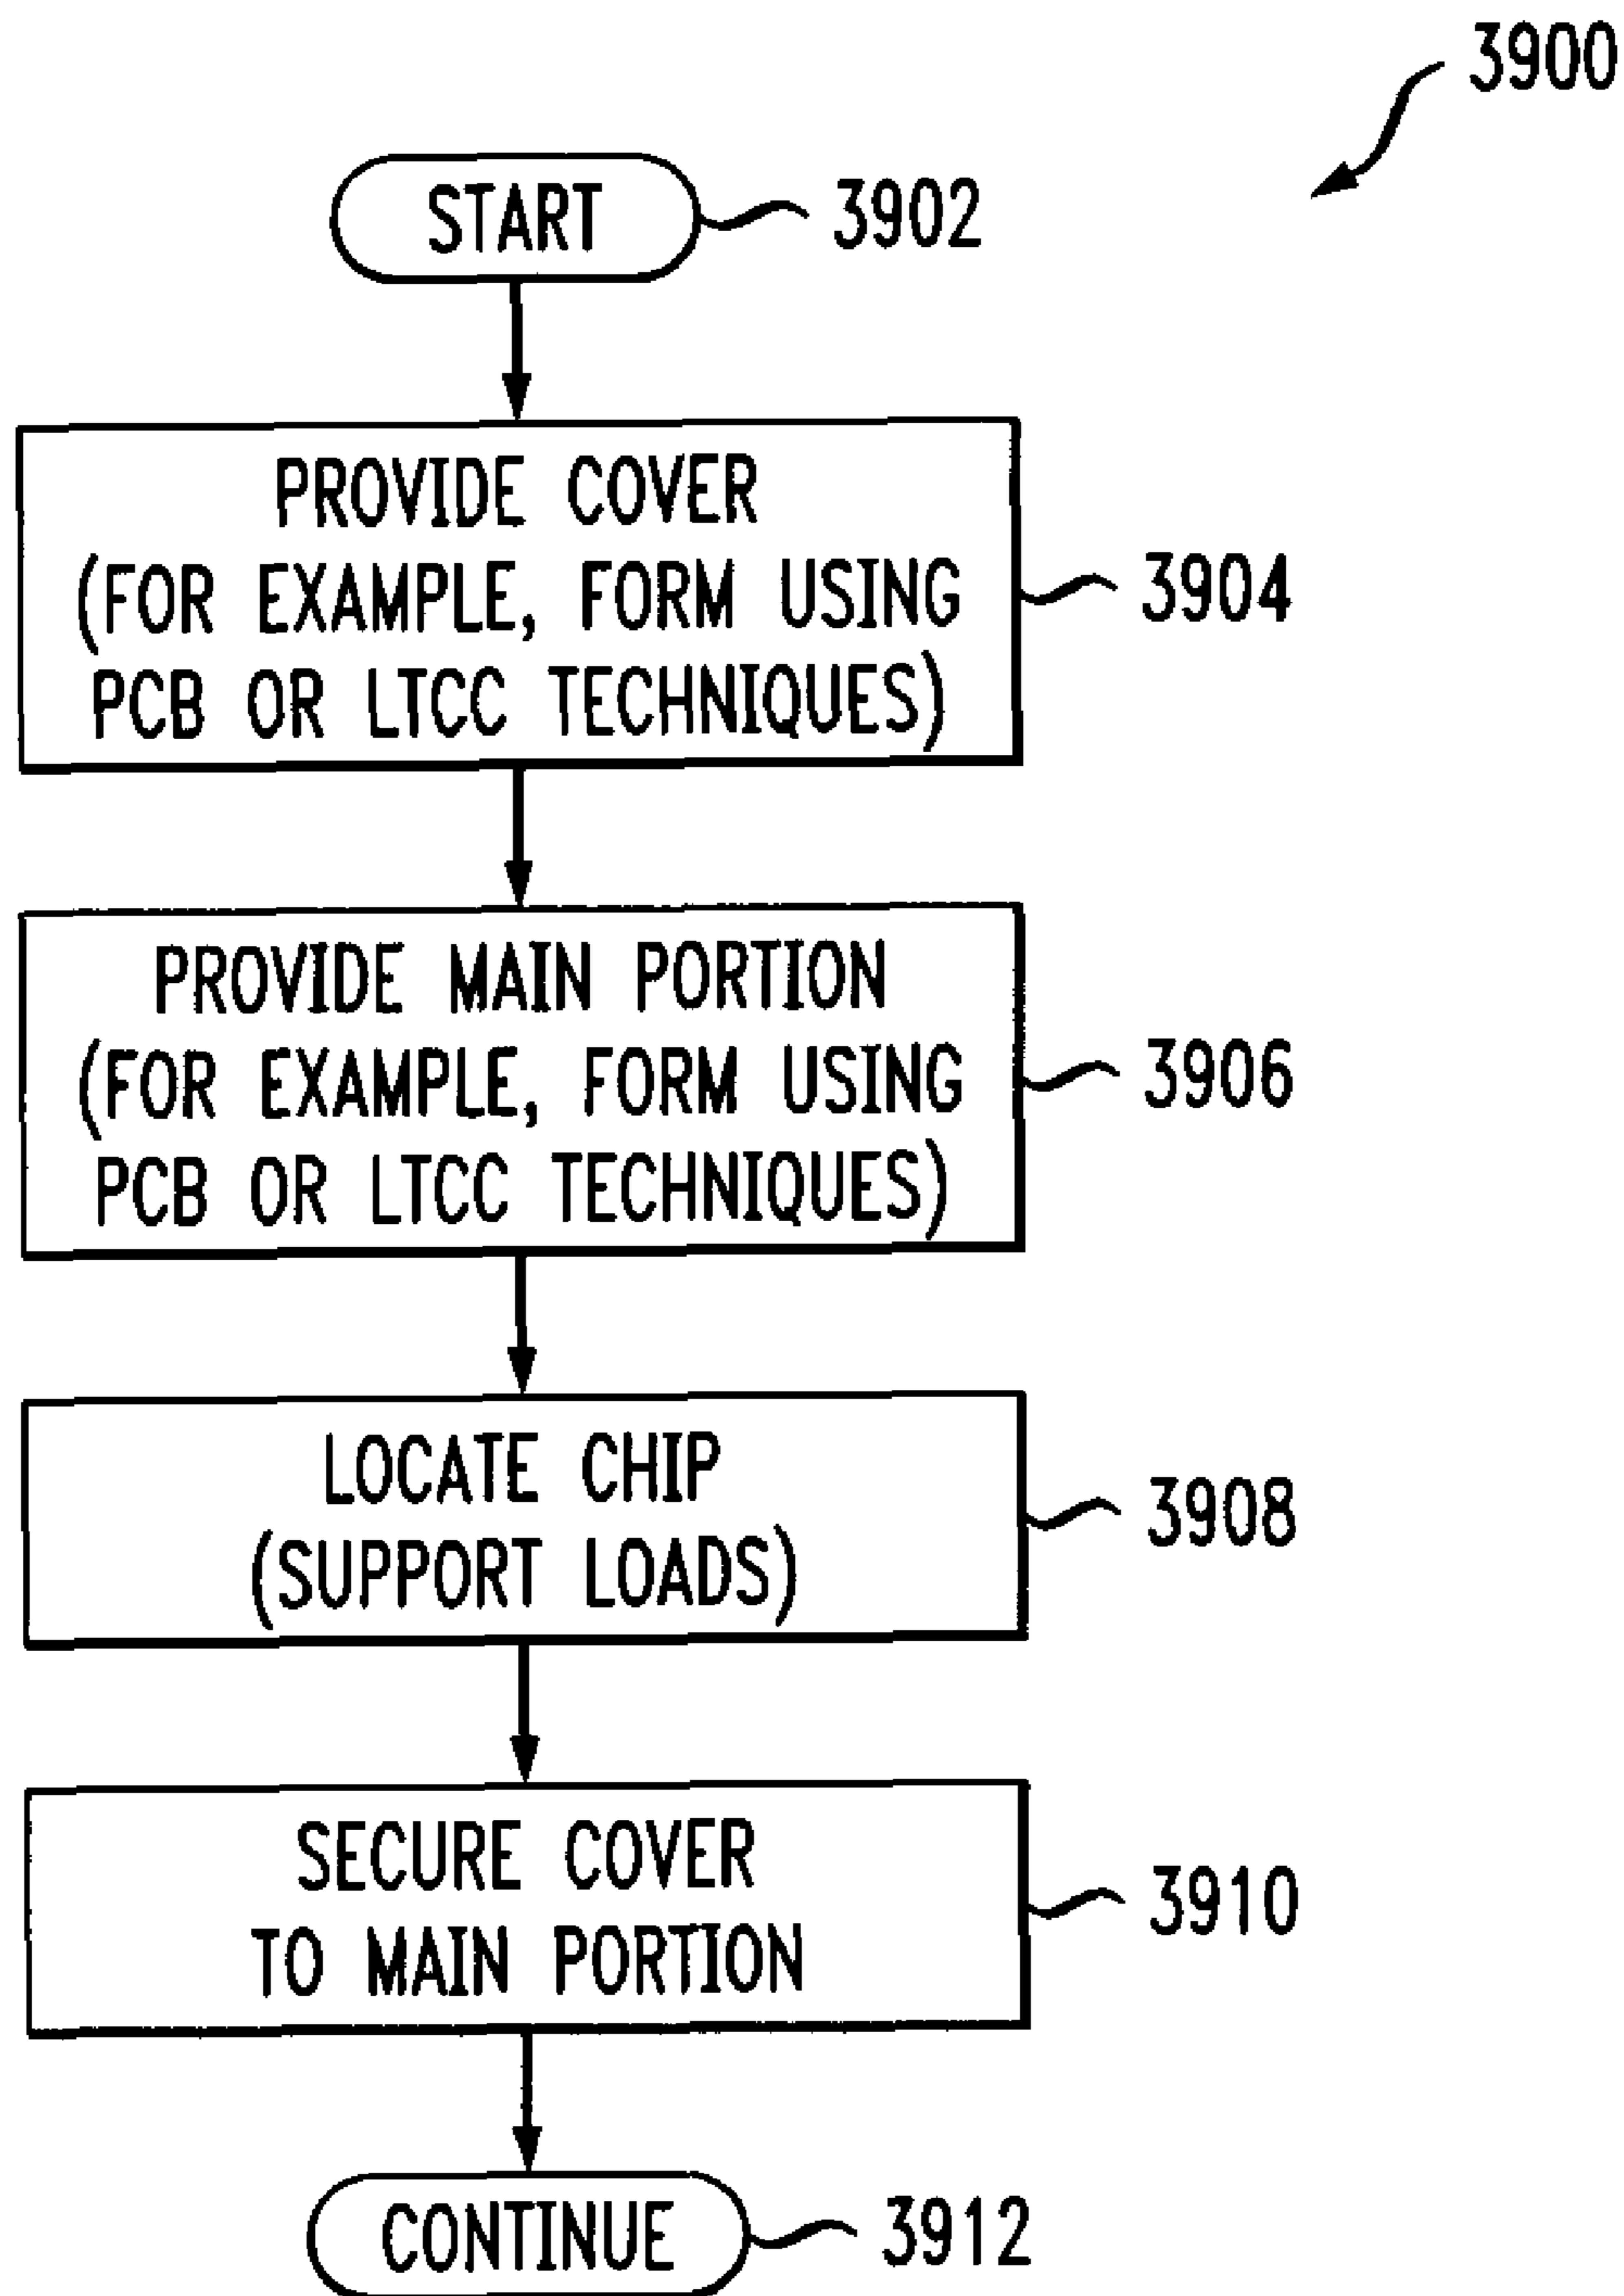 3900
START
3902
PROVIDE COVER
(FOR EXAMPLE, FORM USING
PCB OR LTCC TECHNIQUES)
3904
PROVIDE MAIN PORTION
(FOR EXAMPLE, FORM USING
PCB OR LTCC TECHNIQUES)
3906
LOCATE CHIP
(SUPPORT LOADS)
3908
SECURE COVER
TO MAIN PORTION
3910
CONTINUE
3912